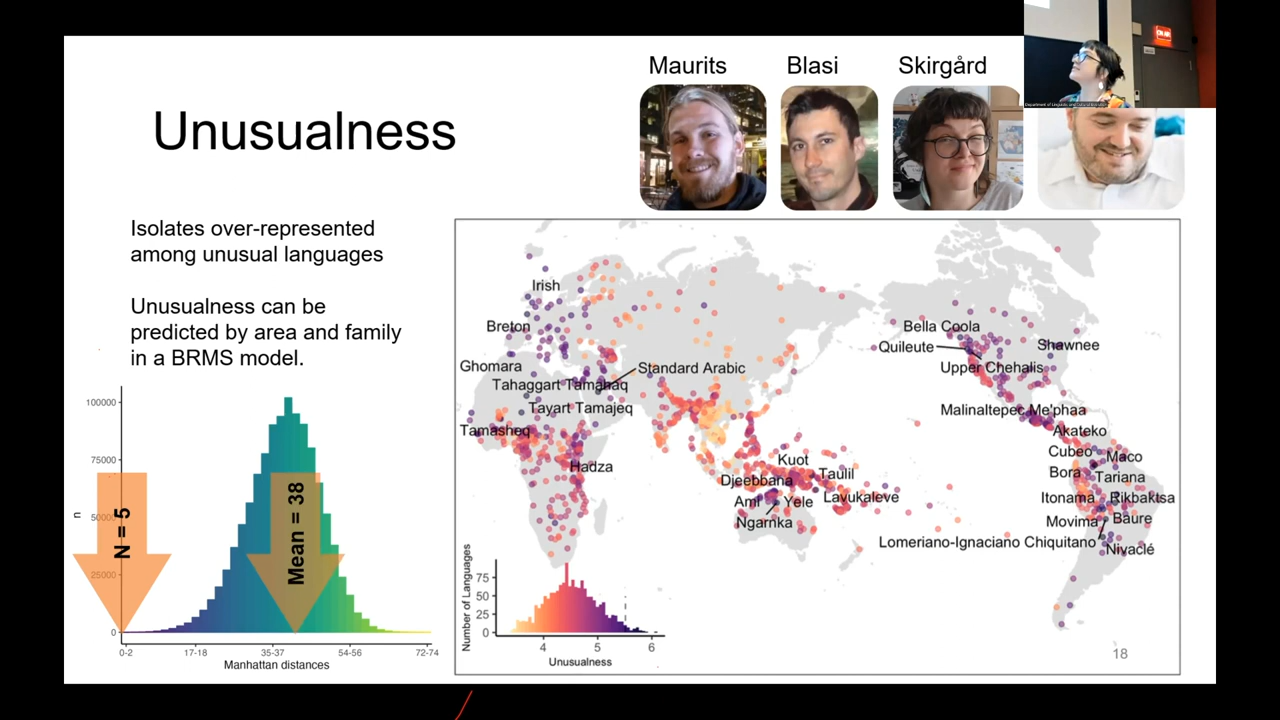 Maurits Blasi Skirgård
ON AIR
Unusualness
Isolates over-represented
among unusual languages
Unusualness can be
predicted by area and family
in a BRMS model.
100000
75000
50000
25000
0
n
N = 5
Mean = 38
0-2 17-18 35-37 54-56 72-74
Manhattan distances
Irish
Breton
Ghomara
Standard Arabic
Tahaggart Tamahaq
Tayart Tamajeq
Tamasheq
Hadza
Kuot
Djeebbana
Taulil
Ami
Yele
Lavukaleve
Ngarnka
Bella Coola
Quileute
Shawnee
Upper Chehalis
Malinaltepec Me'phaa
Akateko
Cubeo
Maco
Bora
Tariana
Itonama
Rikbaktsa
Movima
Baure
Lomeriano-Ignaciano Chiquitano
Nivaclé
Number of Languages
75
50
25
0
4 5 6
Unusualness
18